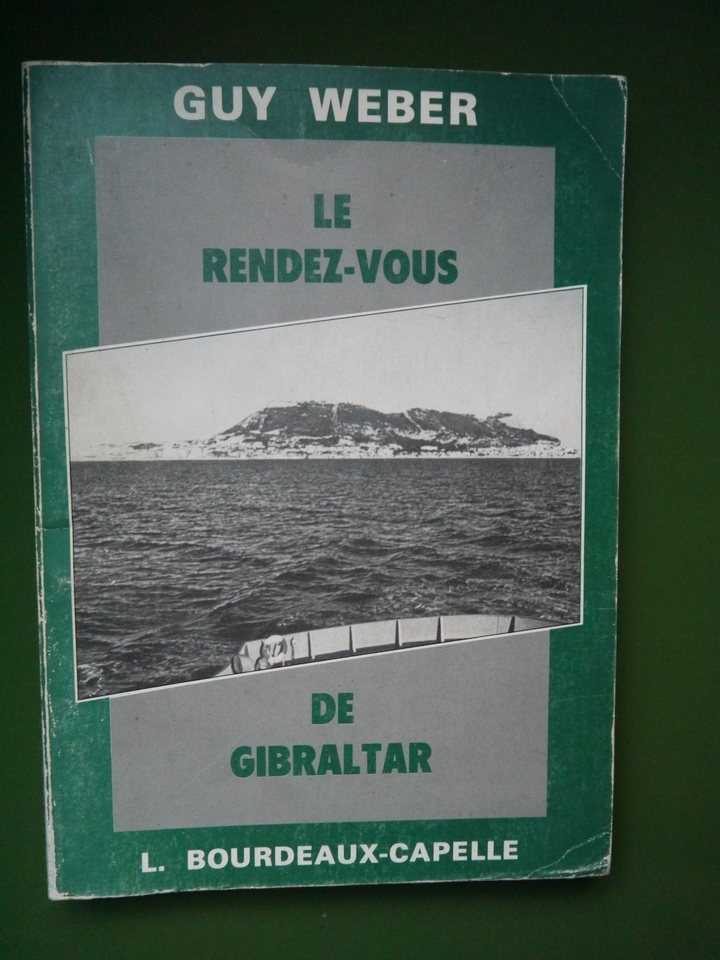 GUY WEBER
LE
RENDEZ-VOUS
DE
GIBRALTAR
L. BOURDEAUX-CAPELLE